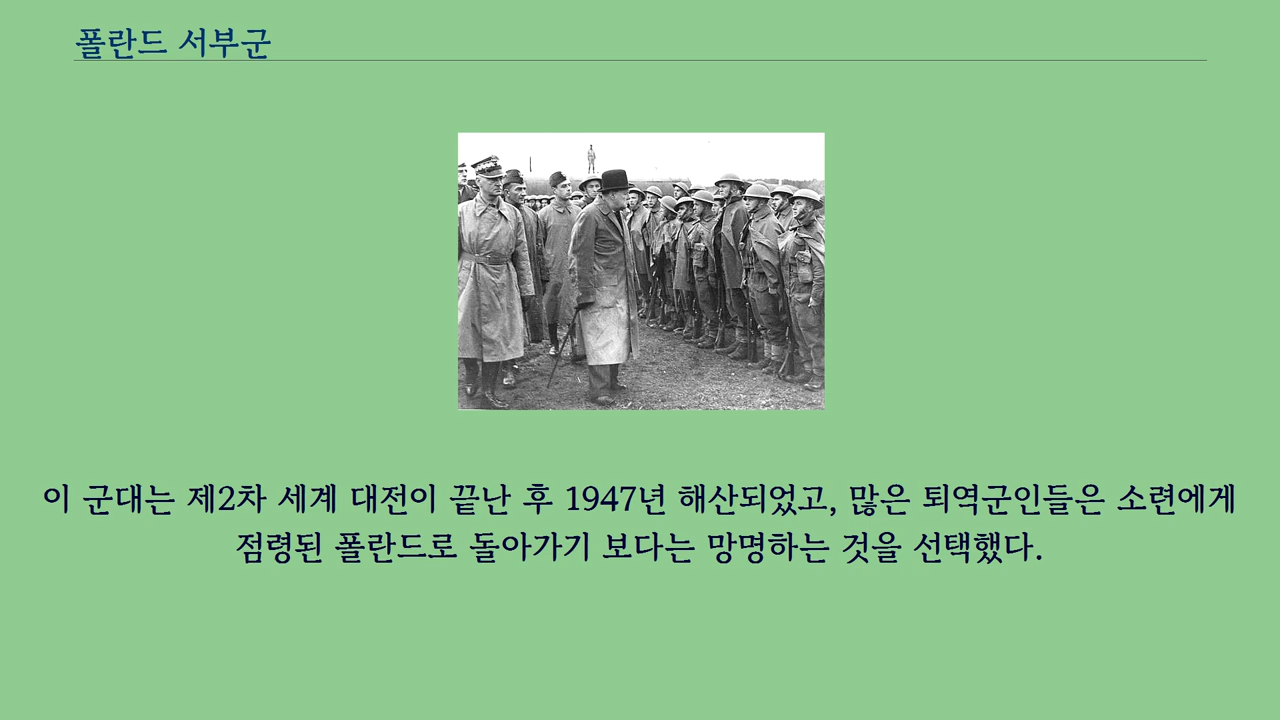 폴란드 서부군
이 군대는 제2차 세계 대전이 끝난 후 1947년 해산되었고, 많은 퇴역군인들은 소련에게
점령된 폴란드로 돌아가기 보다는 망명하는 것을 선택했다.